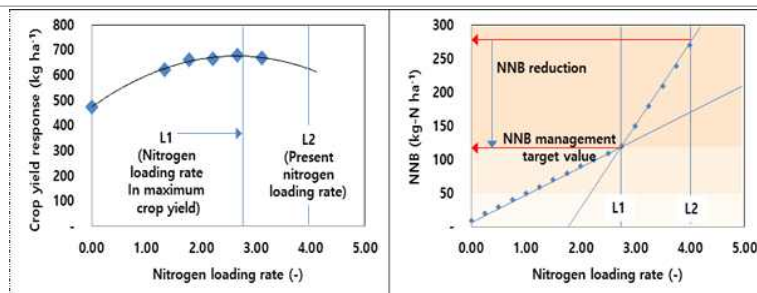 Crop yield response (kg ha⁻¹)
800
700
600
500
400
300
200
100
-
L1
(Nitrogen
loading rate
In maximum
crop yield)
L2
(Present
nitrogen
loading rate)
0.00 1.00 2.00 3.00 4.00 5.00
Nitrogen loading rate (-)
NNB (kg-N ha⁻¹)
300
250
200
150
100
50
-
NNB reduction
NNB management
target value
L1
L2
0.00 1.00 2.00 3.00 4.00 5.00
Nitrogen loading rate (-)